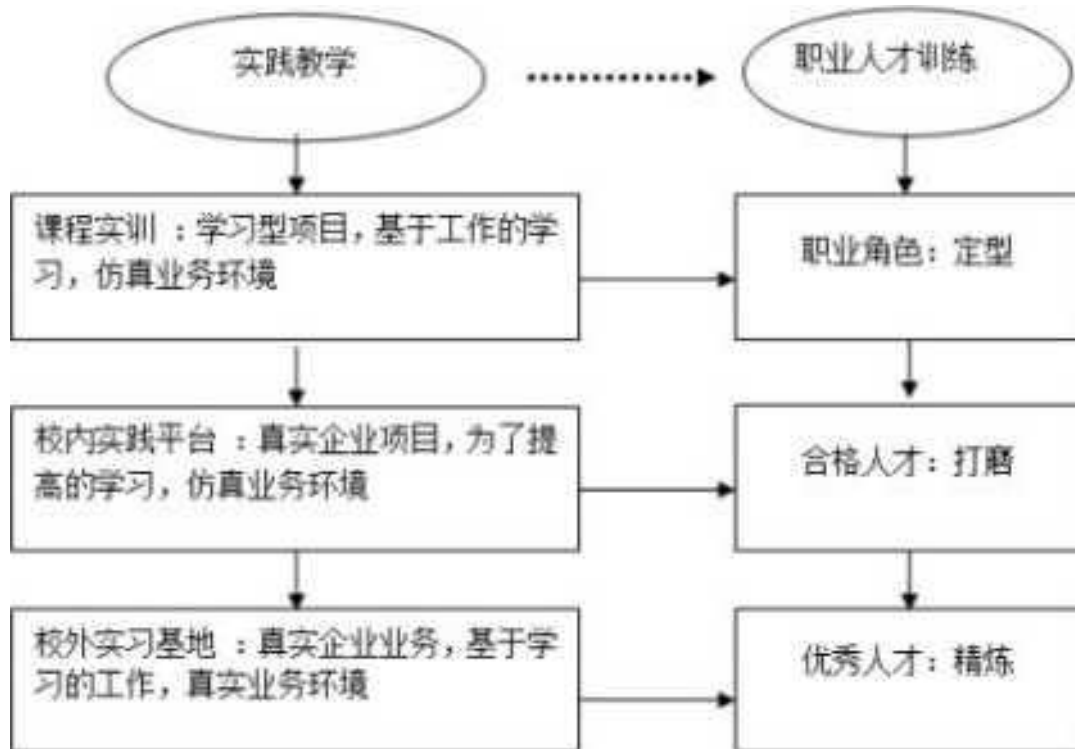 实践教学
职业人才训练
课程实训 ：学习型项目，基于工作的学
习，仿真业务环境
职业角色：定型
校内实践平台 ：真实企业项目，为了提
高的学习，仿真业务环境
合格人才：打磨
校外实习基地 ：真实企业业务，基于学
习的工作，真实业务环境
优秀人才：精炼